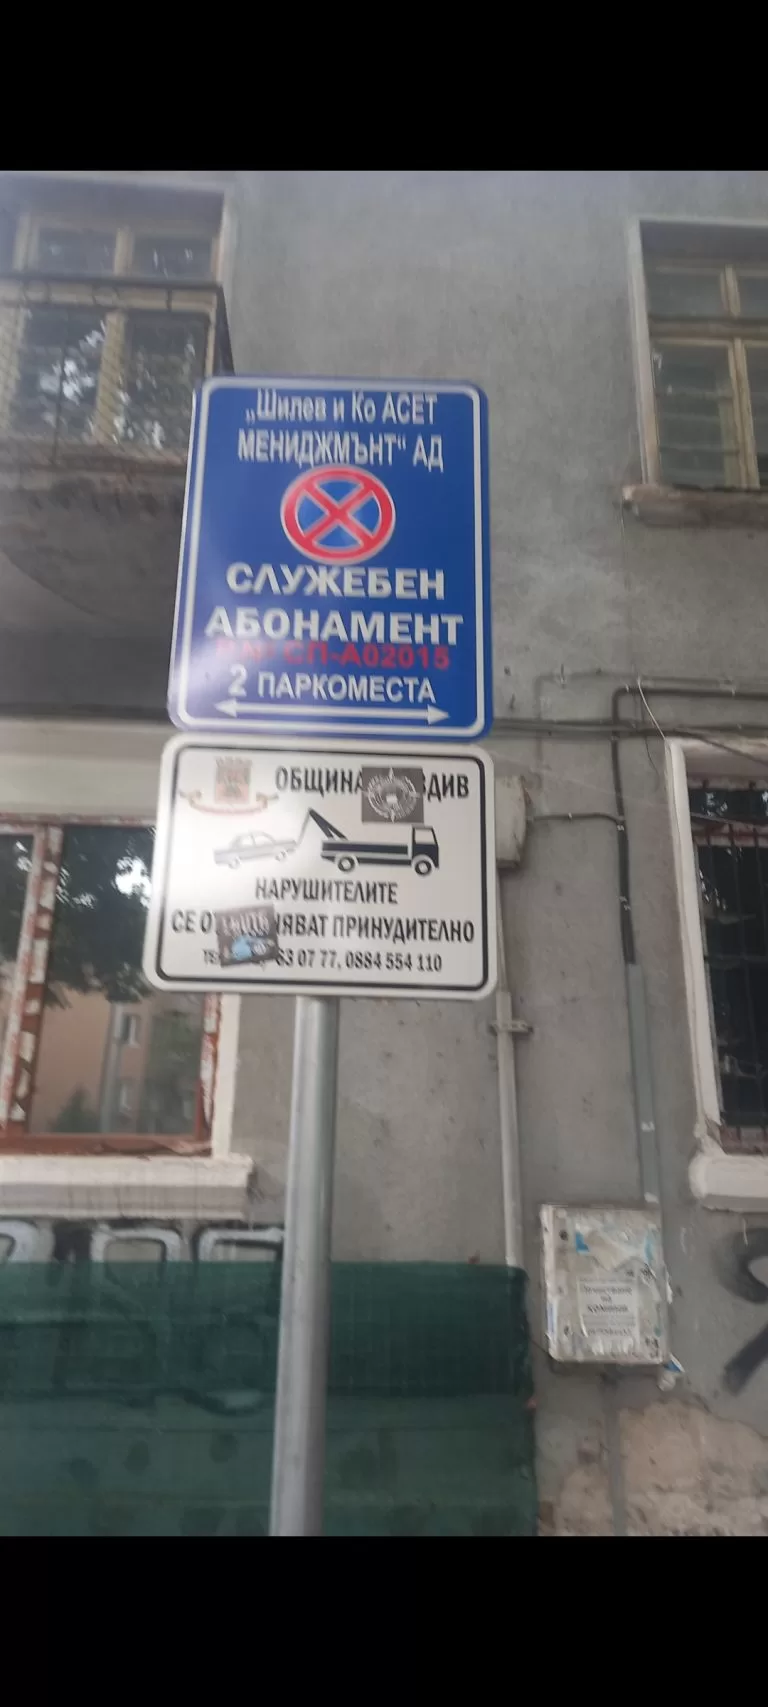 „Шилев и Ко АСЕТ
МЕНИДЖМЪНТ“ АД
СЛУЖЕБЕН
АБОНАМЕНТ
№ СП-А02015
2 ПАРКОМЕСТА
ОБЩИНА
НАРУШИТЕЛИТЕ
СЕ ПРИНУДИТЕЛНО
63 07 77, 0884 554 110